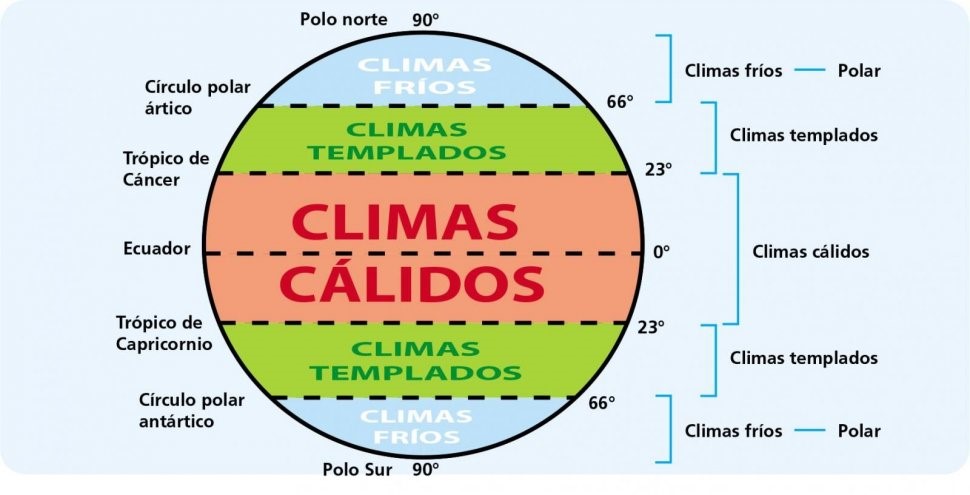 Polo norte 90°
CLIMAS
FRÍOS
Climas fríos — Polar
Círculo polar
ártico
66°
CLIMAS
TEMPLADOS
Climas templados
Trópico de
Cáncer
23°
CLIMAS
Ecuador
0°
Climas cálidos
CÁLIDOS
Trópico de
Capricornio
23°
CLIMAS
TEMPLADOS
Climas templados
Círculo polar
antártico
66°
CLIMAS
FRÍOS
Climas fríos — Polar
Polo Sur 90°